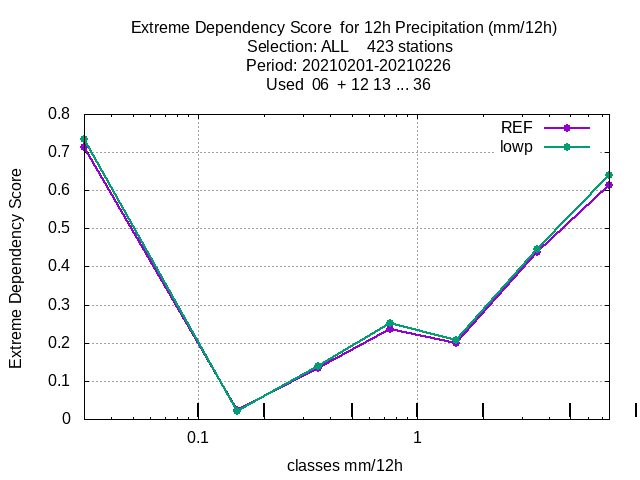 Extreme Dependency Score  for 12h Precipitation (mm/12h)
Selection: ALL    423 stations
Period: 20210201-20210226
Used  06  + 12 13 ... 36
REF
lowp
0.8
0.7
0.6
0.5
0.4
0.3
0.2
0.1
0
Extreme Dependency Score
0.1
1
classes mm/12h